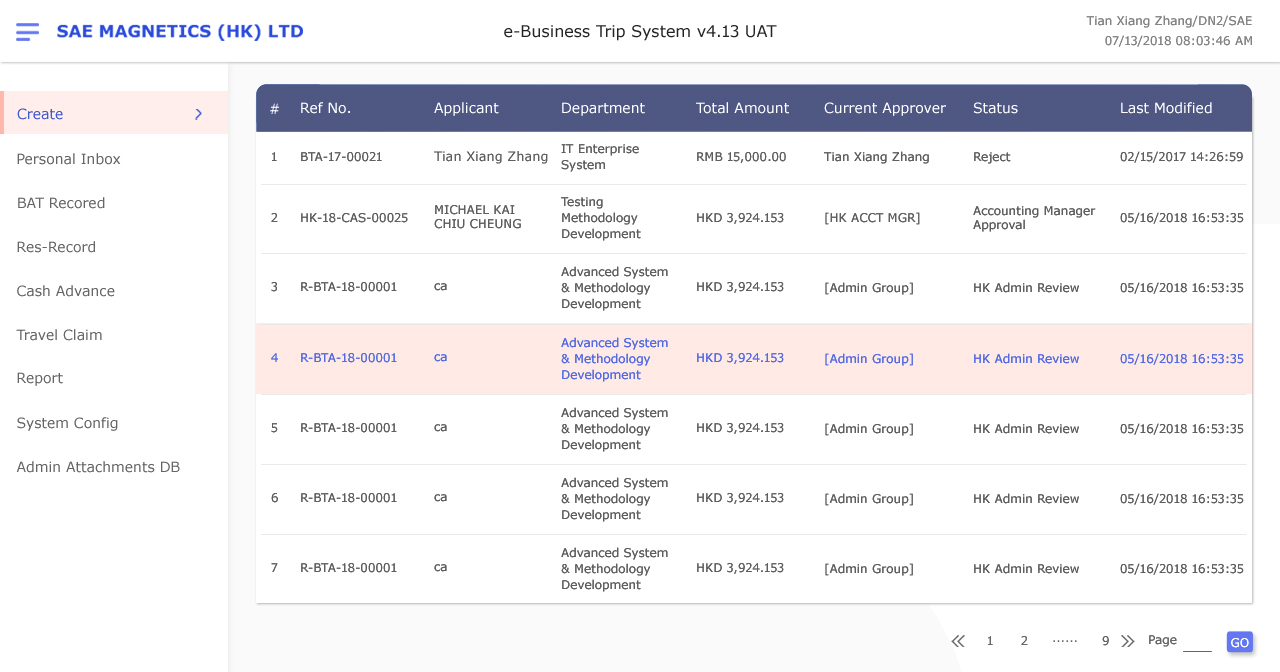 SAE MAGNETICS (HK) LTD
e-Business Trip System v4.13 UAT
Tian Xiang Zhang/DN2/SAE
07/13/2018 08:03:46 AM
Create
Personal Inbox
BAT Recored
Res-Record
Cash Advance
Travel Claim
Report
System Config
Admin Attachments DB
# Ref No. Applicant Department Total Amount Current Approver Status Last Modified
1 BTA-17-00021 Tian Xiang Zhang IT Enterprise System RMB 15,000.00 Tian Xiang Zhang Reject 02/15/2017 14:26:59
2 HK-18-CAS-00025 MICHAEL KAI CHIU CHEUNG Testing Methodology Development HKD 3,924.153 [HK ACCT MGR] Accounting Manager Approval 05/16/2018 16:53:35
3 R-BTA-18-00001 ca Advanced System & Methodology Development HKD 3,924.153 [Admin Group] HK Admin Review 05/16/2018 16:53:35
4 R-BTA-18-00001 ca Advanced System & Methodology Development HKD 3,924.153 [Admin Group] HK Admin Review 05/16/2018 16:53:35
5 R-BTA-18-00001 ca Advanced System & Methodology Development HKD 3,924.153 [Admin Group] HK Admin Review 05/16/2018 16:53:35
6 R-BTA-18-00001 ca Advanced System & Methodology Development HKD 3,924.153 [Admin Group] HK Admin Review 05/16/2018 16:53:35
7 R-BTA-18-00001 ca Advanced System & Methodology Development HKD 3,924.153 [Admin Group] HK Admin Review 05/16/2018 16:53:35
1 2 ...... 9 Page GO